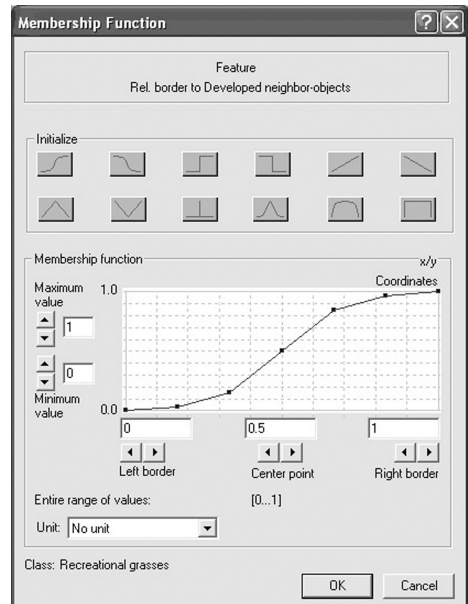 Membership Function
Feature
Rel. border to Developed neighbor-objects
Initialize
Membership function
x/y
Coordinates
Maximum
value
1.0
1
0
Minimum
value
0.0
0
0.5
1
Left border
Center point
Right border
Entire range of values:
[0...1]
Unit: No unit
Class: Recreational grasses
OK
Cancel